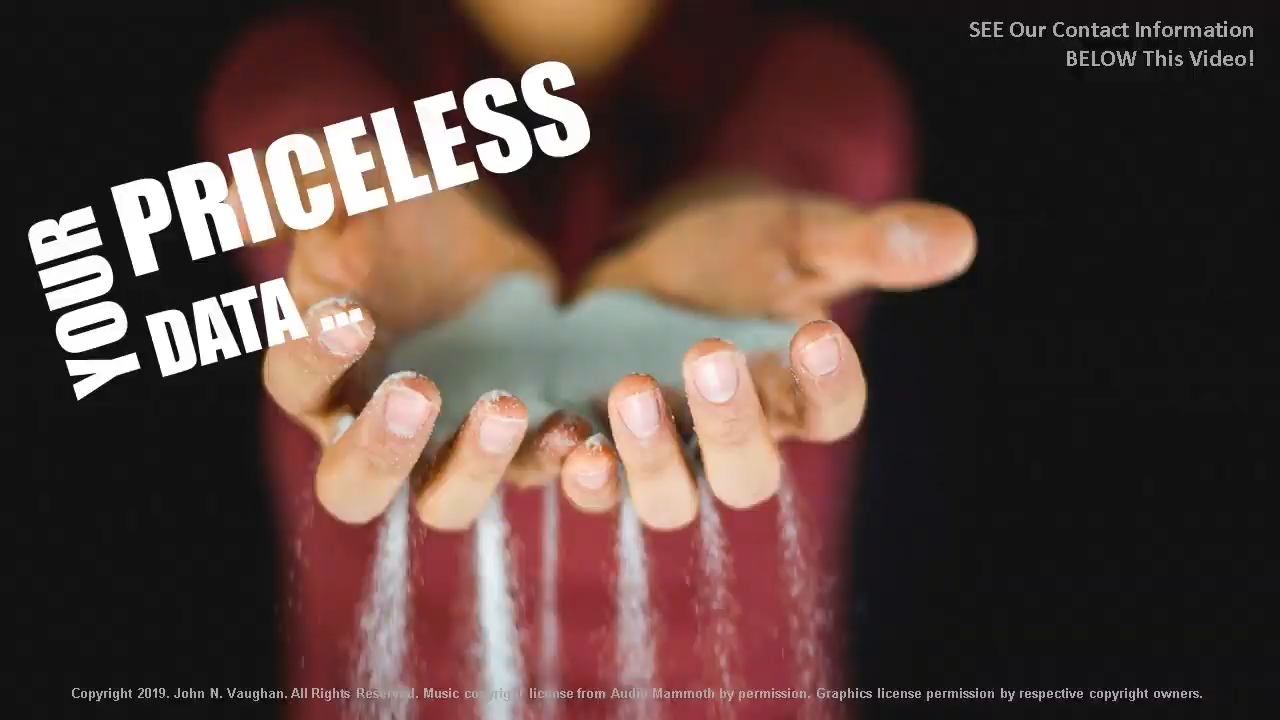 YOUR
PRICELESS
DATA ...
SEE Our Contact Information
BELOW This Video!
Copyright 2019. John N. Vaughan. All Rights Reserved. Music copyright license from Audio Mammoth by permission. Graphics license permission by respective copyright owners.